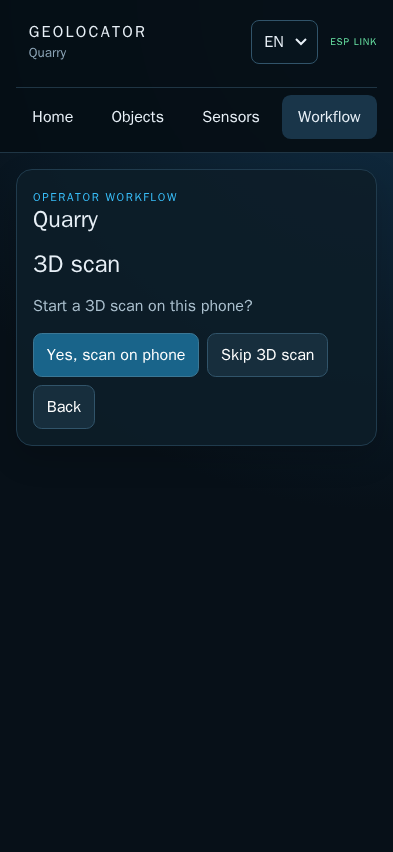 GEOLOCATOR
Quarry
EN
ESP LINK
Home
Objects
Sensors
Workflow
OPERATOR WORKFLOW
Quarry
3D scan
Start a 3D scan on this phone?
Yes, scan on phone
Skip 3D scan
Back